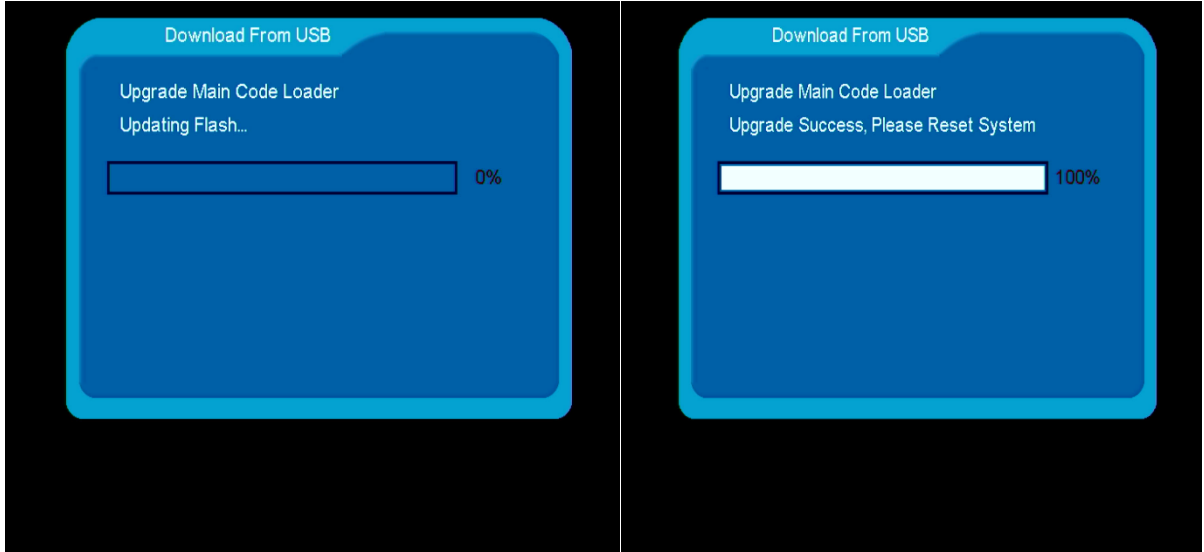 Download From USB
Upgrade Main Code Loader
Updating Flash...
0%
Download From USB
Upgrade Main Code Loader
Upgrade Success, Please Reset System
100%